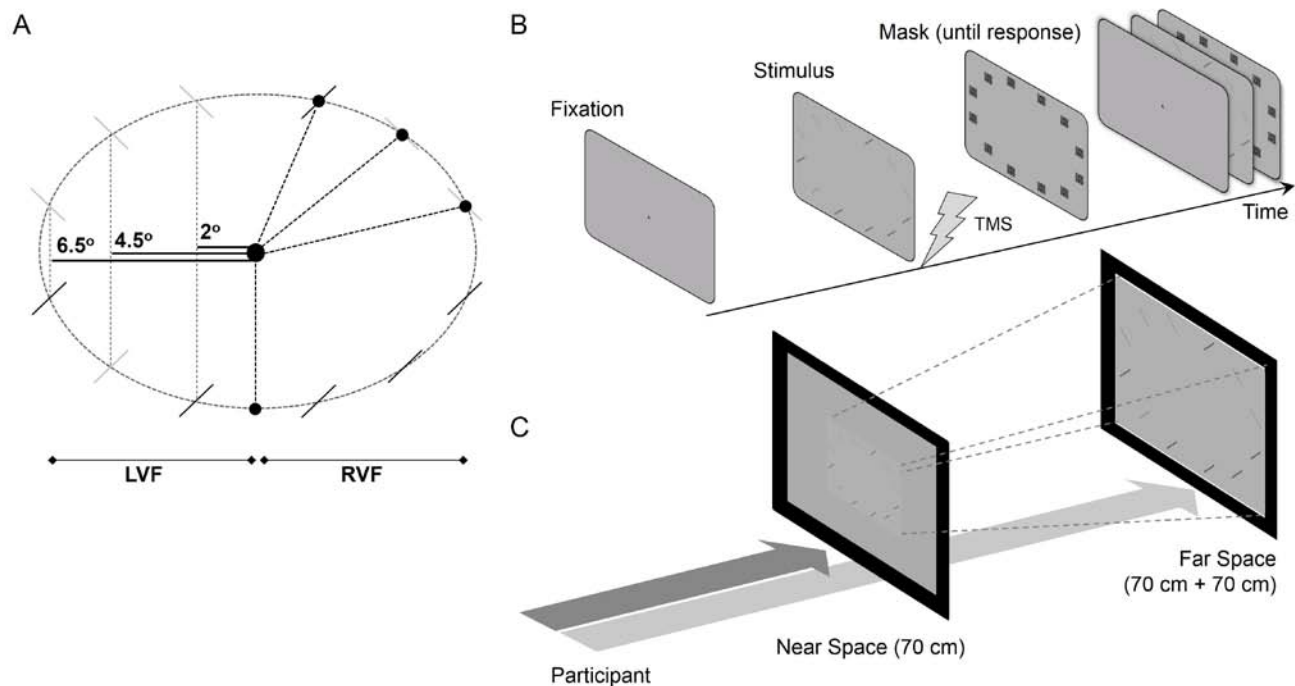 A
6.5° 4.5° 2°
LVF RVF
B
Fixation
Stimulus
Mask (until response)
TMS
Time
C
Participant
Near Space (70 cm)
Far Space
(70 cm + 70 cm)